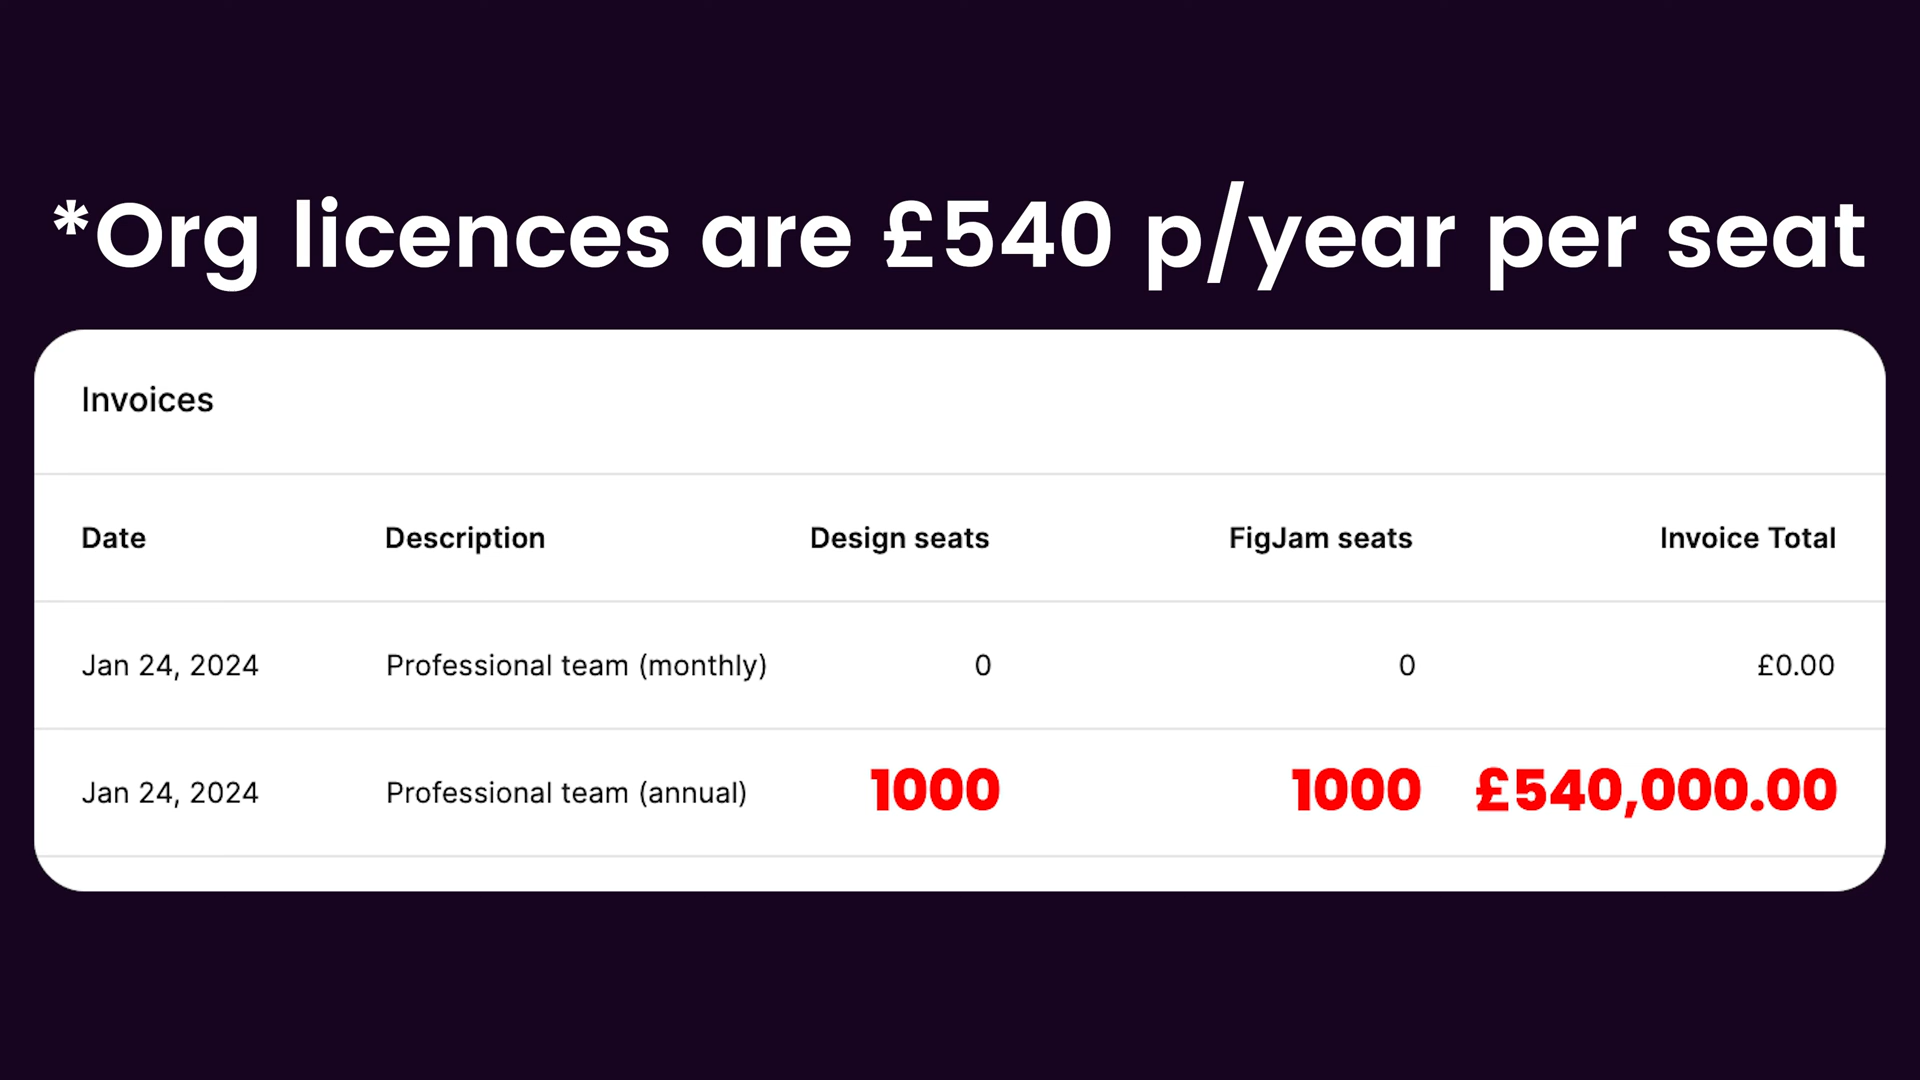 *Org licences are £540 p/year per seat
Invoices
Date Description Design seats FigJam seats Invoice Total
Jan 24, 2024 Professional team (monthly) 0 0 £0.00
Jan 24, 2024 Professional team (annual) 1000 1000 £540,000.00